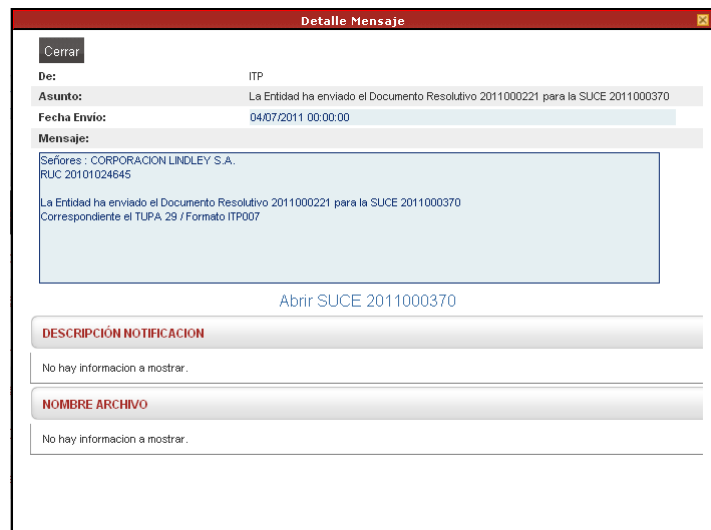 Detalle Mensaje
Cerrar
De: ITP
Asunto: La Entidad ha enviado el Documento Resolutivo 2011000221 para la SUCE 2011000370
Fecha Envío: 04/07/2011 00:00:00
Mensaje:
Señores : CORPORACION LINDLEY S.A.
RUC 20101024645
La Entidad ha enviado el Documento Resolutivo 2011000221 para la SUCE 2011000370
Correspondiente el TUPA 29 / Formato ITP007
Abrir SUCE 2011000370
DESCRIPCIÓN NOTIFICACION
No hay informacion a mostrar.
NOMBRE ARCHIVO
No hay informacion a mostrar.